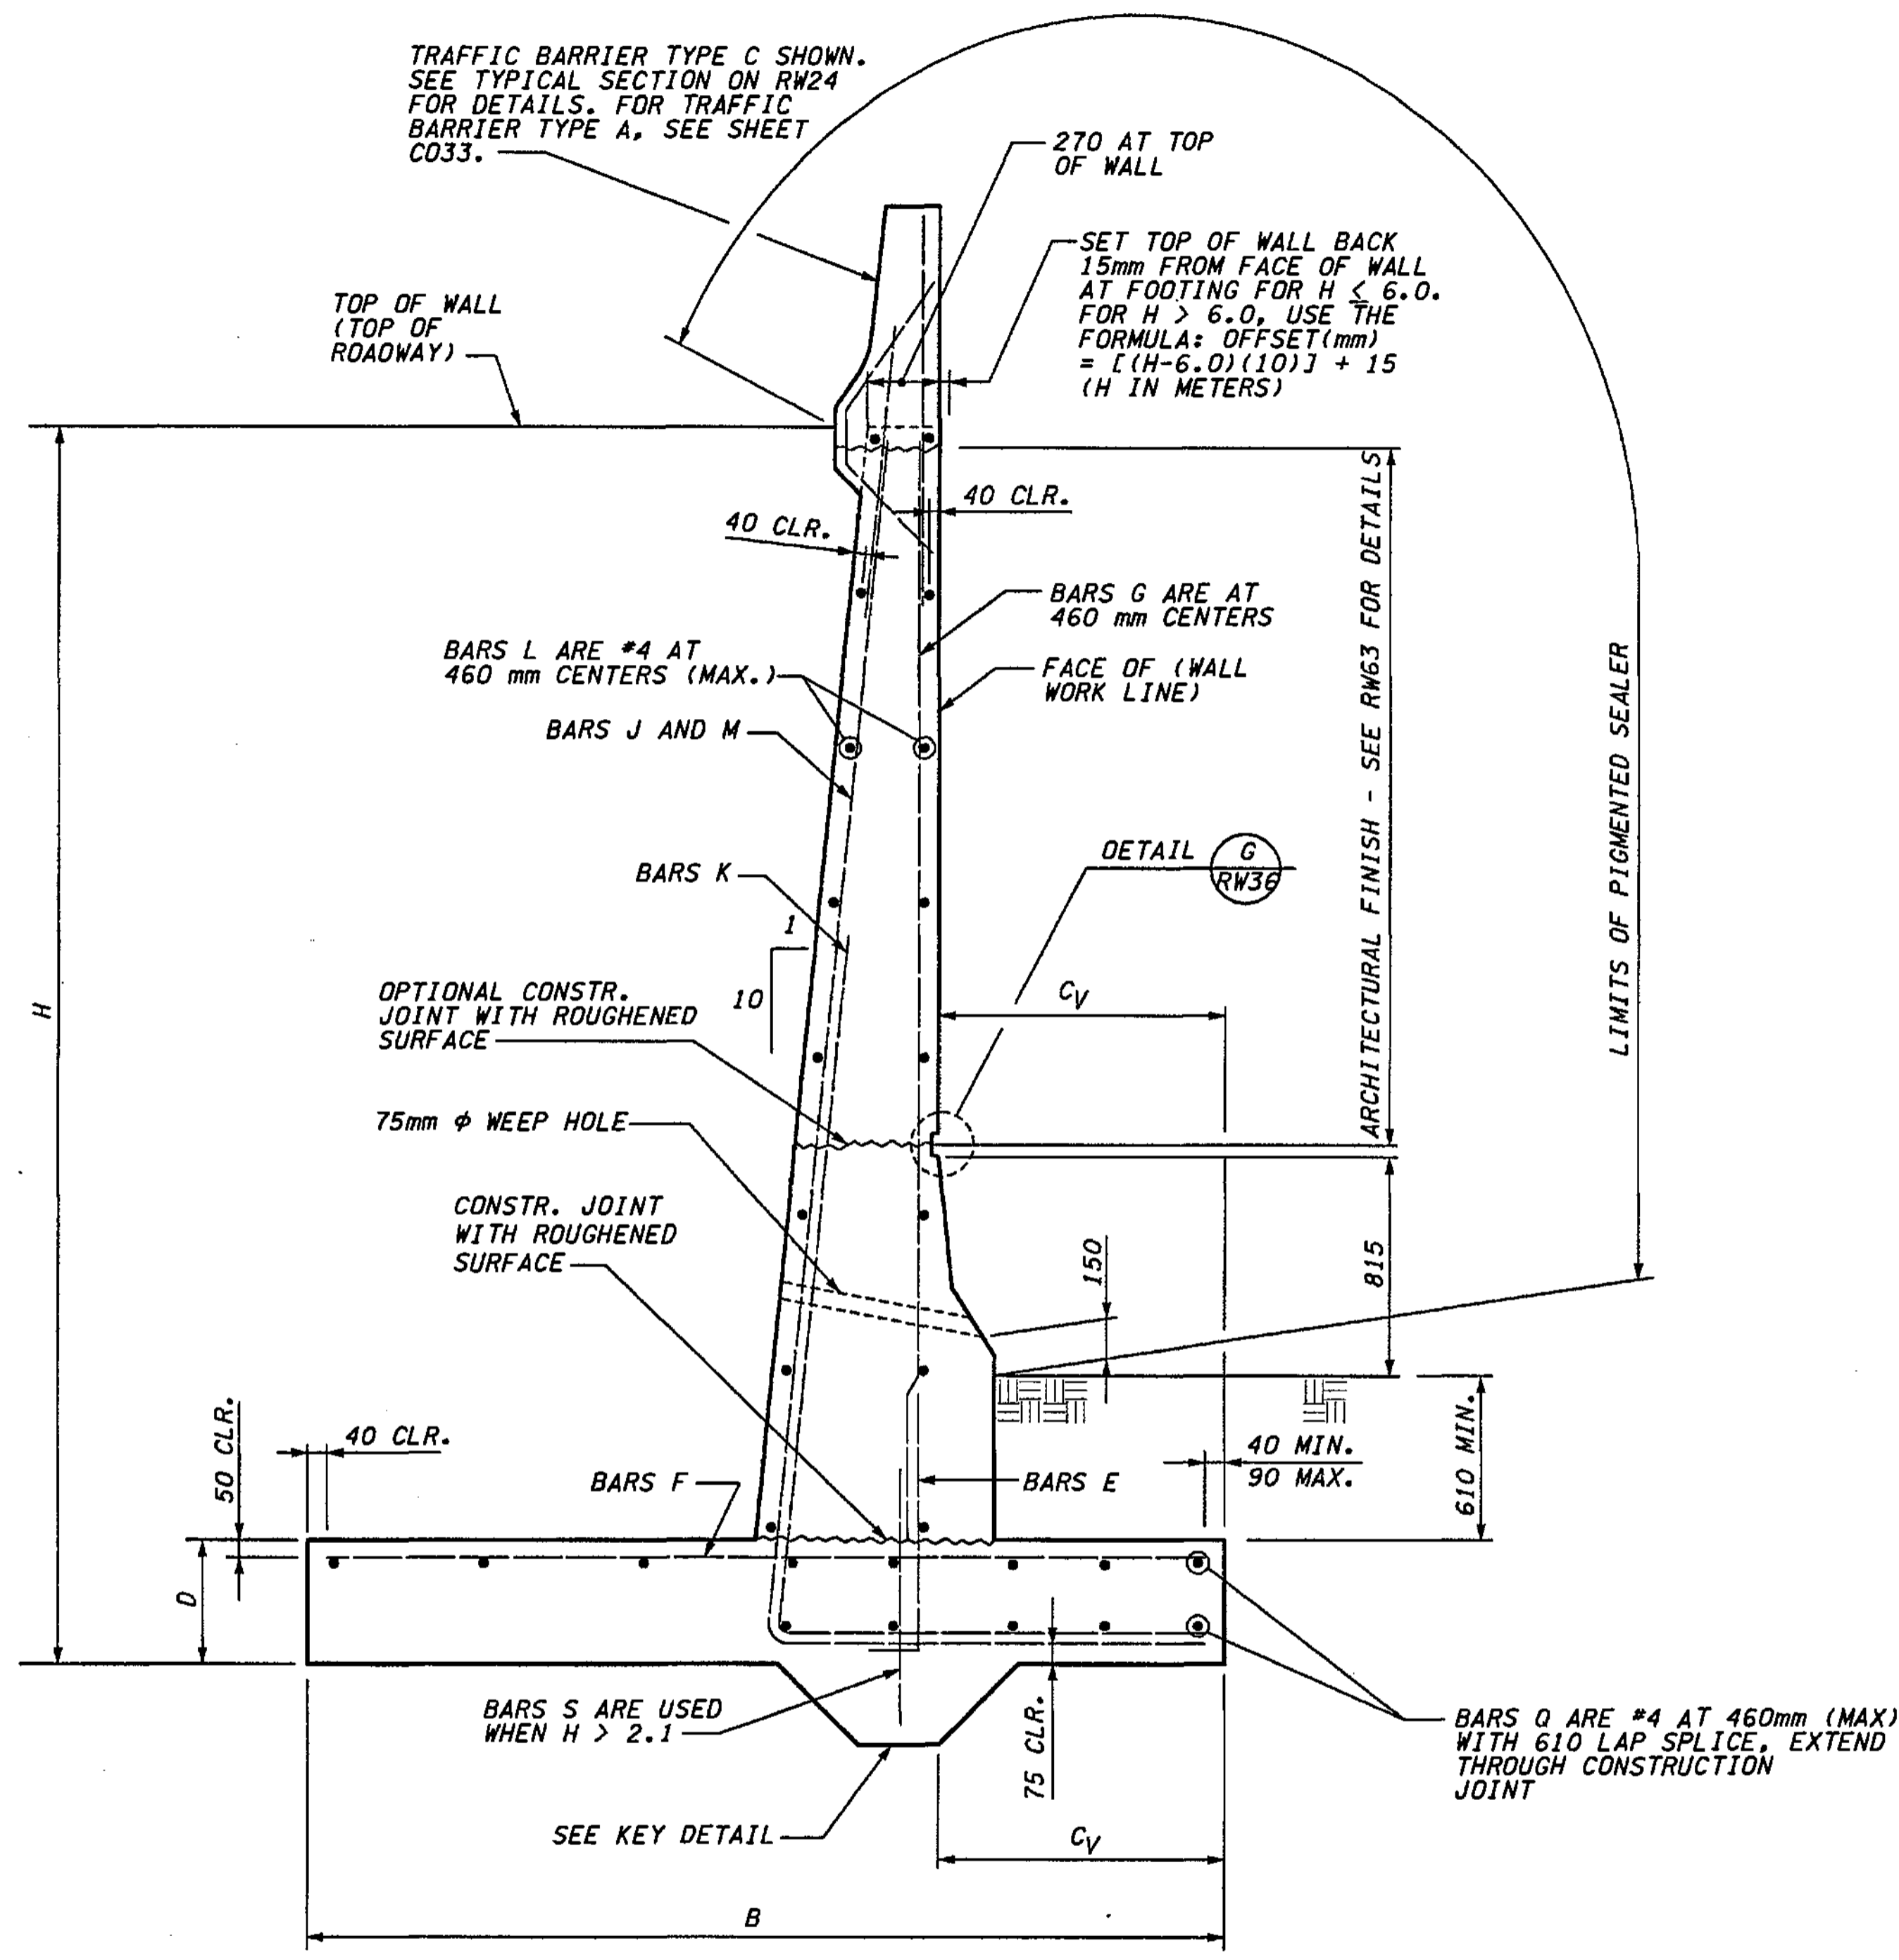 TRAFFIC BARRIER TYPE C SHOWN.
SEE TYPICAL SECTION ON RW24
FOR DETAILS. FOR TRAFFIC
BARRIER TYPE A, SEE SHEET
C033.
270 AT TOP
OF WALL
SET TOP OF WALL BACK
15mm FROM FACE OF WALL
AT FOOTING FOR H ≤ 6.0.
FOR H > 6.0, USE THE
FORMULA: OFFSET(mm)
= [(H-6.0)(10)] + 15
(H IN METERS)
TOP OF WALL
(TOP OF
ROADWAY)
40 CLR.
40 CLR.
BARS G ARE AT
460 mm CENTERS
BARS L ARE #4 AT
460 mm CENTERS (MAX.)
FACE OF (WALL
WORK LINE)
BARS J AND M
DETAIL G
RW36
BARS K
1
10
ARCHITECTURAL FINISH - SEE RW63 FOR DETAILS
LIMITS OF PIGMENTED SEALER
H
OPTIONAL CONSTR.
JOINT WITH ROUGHENED
SURFACE
CV
75mm φ WEEP HOLE
CONSTR. JOINT
WITH ROUGHENED
SURFACE
150
815
610 MIN.
50 CLR.
40 CLR.
BARS F
BARS E
40 MIN.
90 MAX.
D
BARS S ARE USED
WHEN H > 2.1
75 CLR.
BARS Q ARE #4 AT 460mm (MAX)
WITH 610 LAP SPLICE, EXTEND
THROUGH CONSTRUCTION
JOINT
SEE KEY DETAIL
CV
B